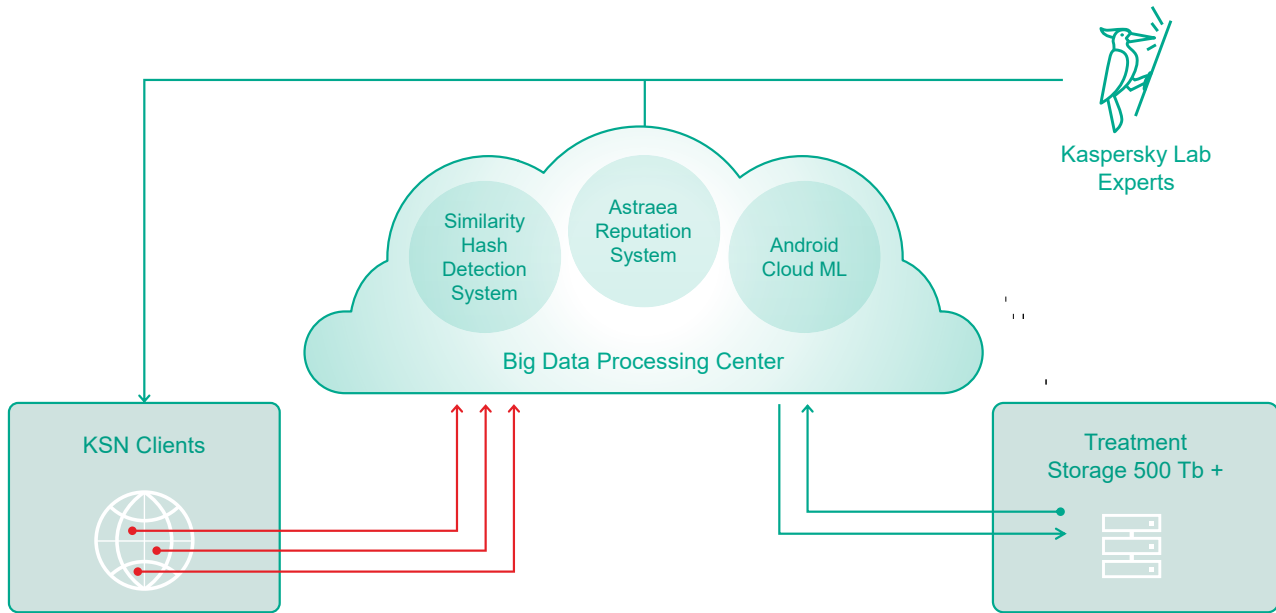 Kaspersky Lab
Experts
Similarity
Hash
Detection
System
Astraea
Reputation
System
Android
Cloud ML
Big Data Processing Center
KSN Clients
Treatment
Storage 500 Tb +